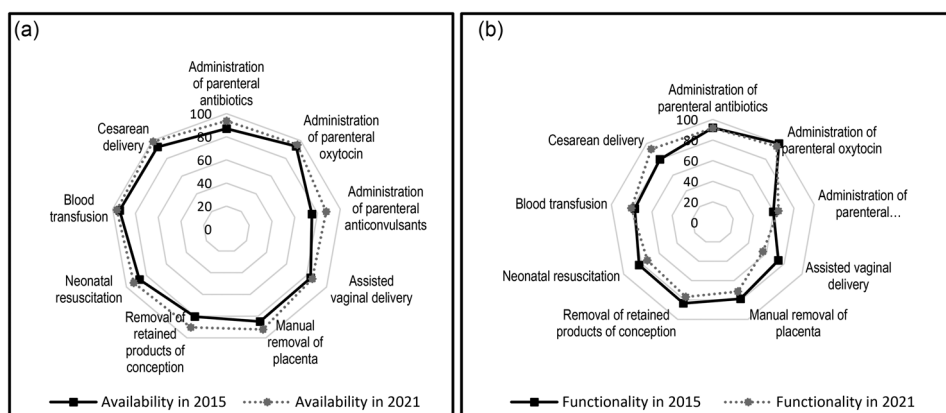 (a)
Administration
of parenteral
antibiotics
100
80
60
40
20
0
Administration
of parenteral
oxytocin
Administration
of parenteral
anticonvulsants
Assisted
vaginal delivery
Manual
removal of
placenta
Removal of
retained
products of
conception
Neonatal
resuscitation
Blood
transfusion
Cesarean
delivery
Availability in 2015
Availability in 2021
(b)
Administration of
parenteral antibiotics
100
80
60
40
20
0
Administration of
parenteral oxytocin
Administration of
parenteral...
Assisted vaginal
delivery
Manual removal of
placenta
Removal of retained
products of conception
Neonatal resuscitation
Blood transfusion
Cesarean delivery
Functionality in 2015
Functionality in 2021